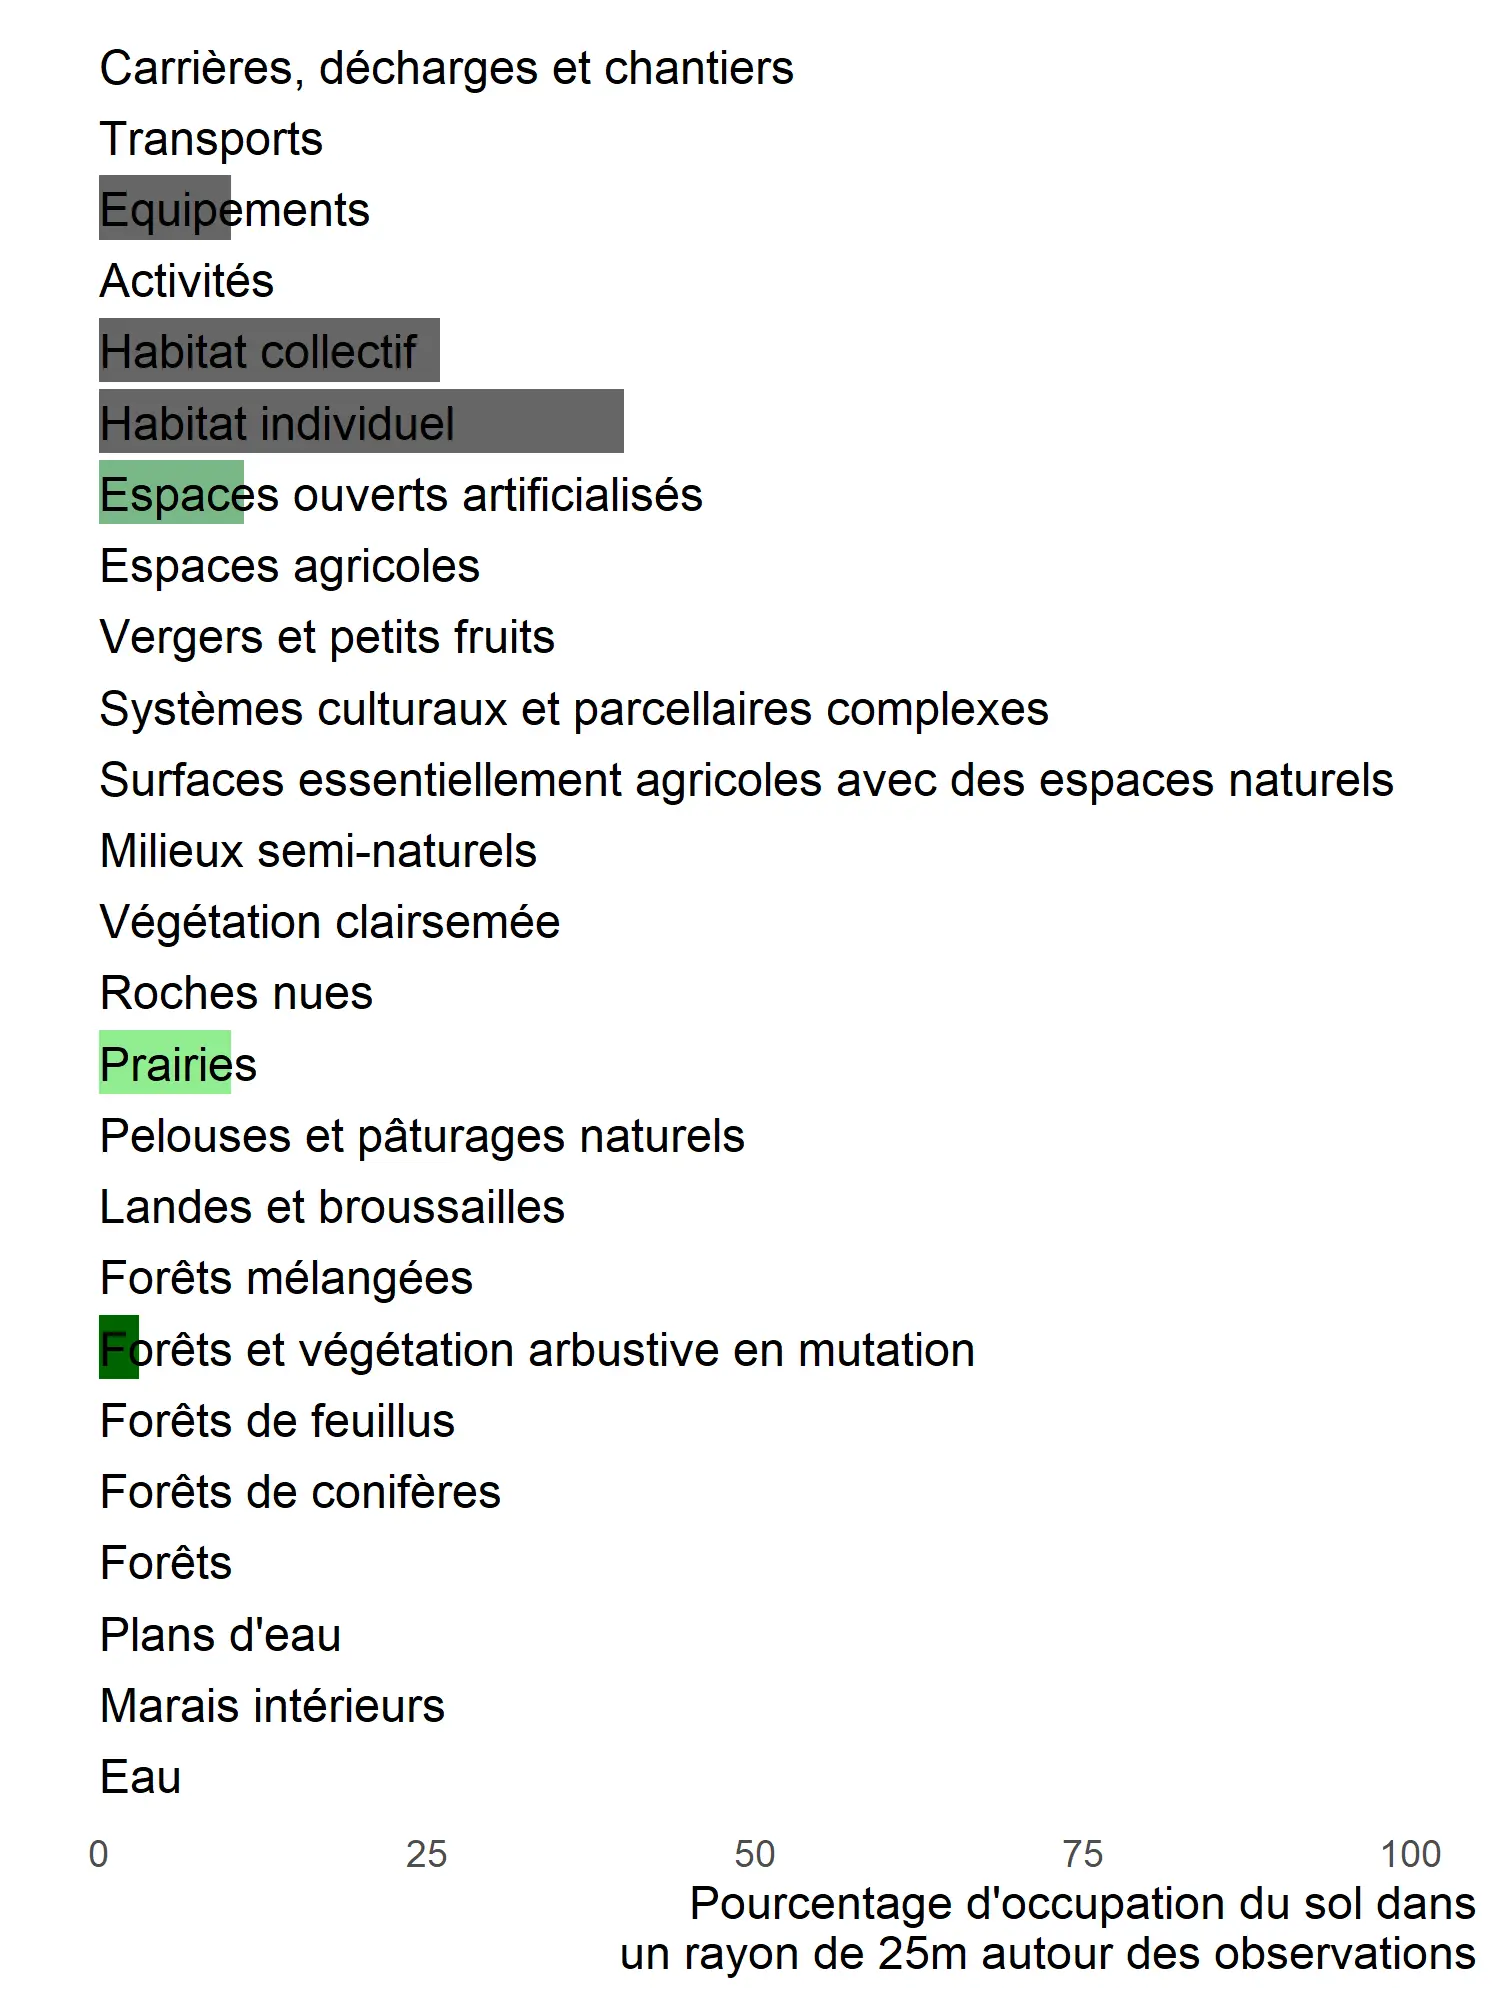 Carrières, décharges et chantiers
Transports
Equipements
Activités
Habitat collectif
Habitat individuel
Espaces ouverts artificialisés
Espaces agricoles
Vergers et petits fruits
Systèmes culturaux et parcellaires complexes
Surfaces essentiellement agricoles avec des espaces naturels
Milieux semi-naturels
Végétation clairsemée
Roches nues
Prairies
Pelouses et pâturages naturels
Landes et broussailles
Forêts mélangées
Forêts et végétation arbustive en mutation
Forêts de feuillus
Forêts de conifères
Forêts
Plans d'eau
Marais intérieurs
Eau
0 25 50 75 100
Pourcentage d'occupation du sol dans
un rayon de 25m autour des observations